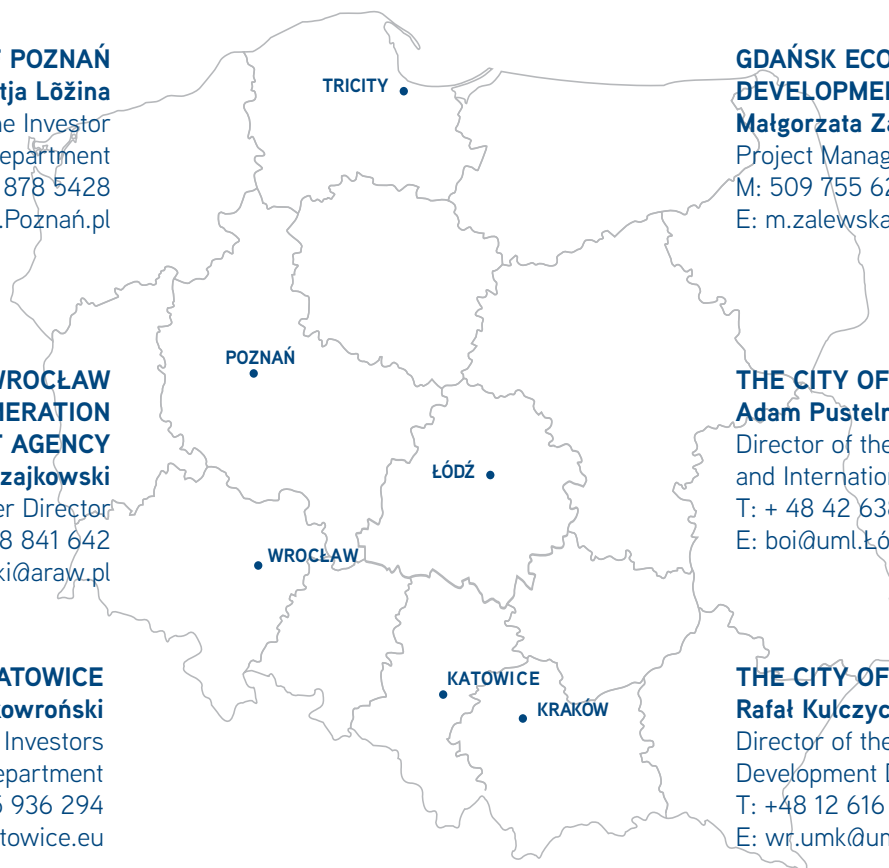 POZNAŃ
tja Lõžina
ne Investor
epartment
878 5428
.Poznań.pl
WROCŁAW
MERATION
T AGENCY
zajkowski
er Director
8 841 642
ki@araw.pl
ATOWICE
kowroński
Investors
epartment
6 936 294
towice.eu
TRICITY
POZNAŃ
ŁÓDŹ
WROCŁAW
KATOWICE
KRAKÓW
GDAŃSK ECO
DEVELOPME
Małgorzata Za
Project Manag
M: 509 755 62
E: m.zalewska
THE CITY OF
Adam Pusteln
Director of the
and Internation
T: + 48 42 638
E: boi@uml.Łó
THE CITY OF
Rafał Kulczyc
Director of the
Development D
T: +48 12 616
E: wr.umk@um